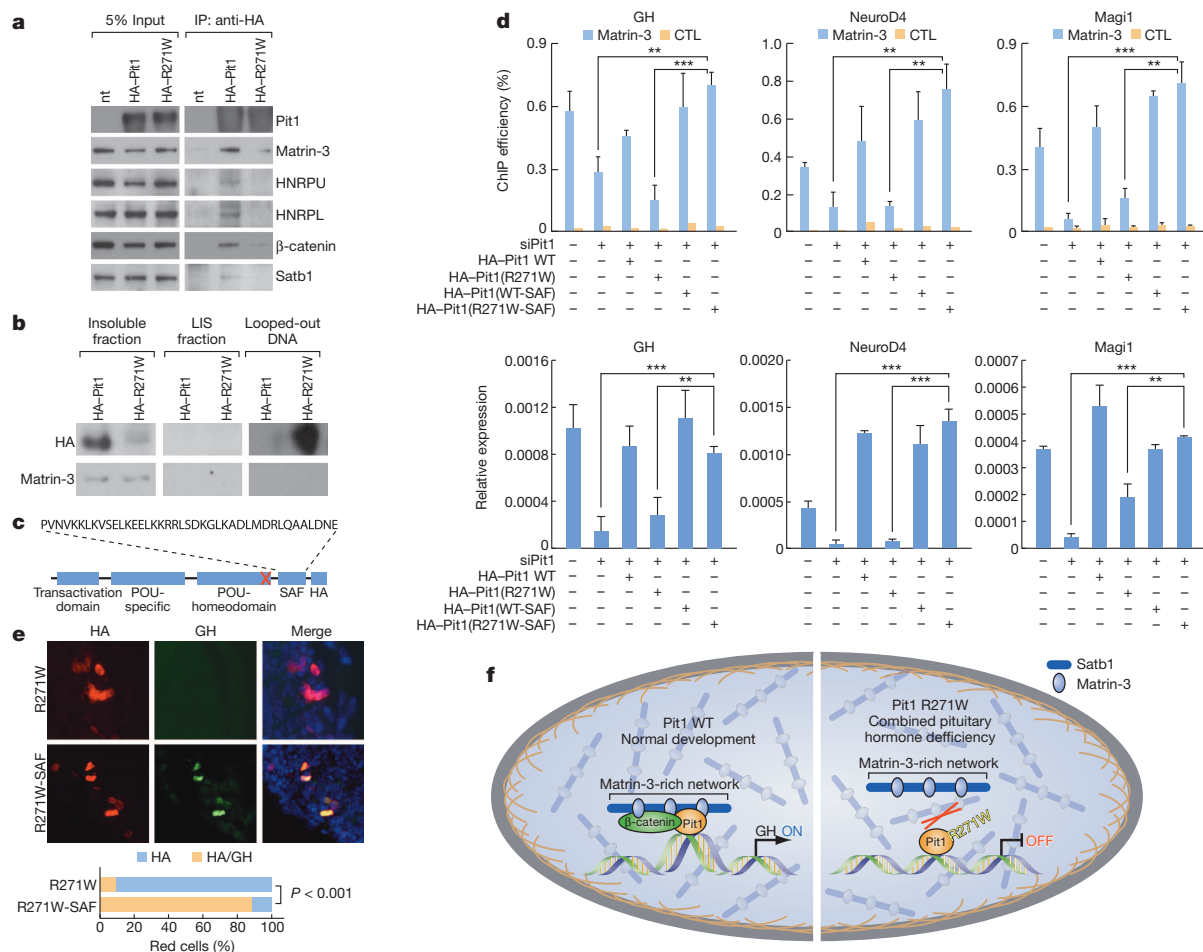 a
5% Input
IP: anti-HA
nt
HA–Pit1
HA–R271W
nt
HA–Pit1
HA–R271W
Pit1
Matrin-3
HNRPU
HNRPL
β-catenin
Satb1
b
Insoluble fraction
LIS fraction
Looped-out DNA
HA–Pit1
HA–R271W
HA–Pit1
HA–R271W
HA–Pit1
HA–R271W
HA
Matrin-3
c
PVNVKKLKVSELKEELKKRRLSDKGLKADLMDRLQAALDNE
X
Transactivation domain
POU-specific
POU-homeodomain
SAF
HA
e
HA
GH
Merge
R271W
R271W-SAF
HA
HA/GH
R271W
R271W-SAF
P < 0.001
0 20 40 60 80 100
Red cells (%)
d
GH
Matrin-3 CTL
ChIP efficiency (%)
0.9
0.6
0.3
0
**
***
NeuroD4
Matrin-3 CTL
1.0
0.8
0.6
0.4
0.2
0
**
**
Magi1
Matrin-3 CTL
0.9
0.6
0.3
0
***
**
siPit1 – + + + + + – + + + + + – + + + + +
HA–Pit1 WT – – + – – – – – + – – – – – + – – –
HA–Pit1(R271W) – – – + – – – – – + – – – – – + – –
HA–Pit1(WT-SAF) – – – – + – – – – – + – – – – – + –
HA–Pit1(R271W-SAF) – – – – – + – – – – – + – – – – – +
GH
Relative expression
0.0016
0.0012
0.0008
0.0004
0
***
**
NeuroD4
0.0020
0.0015
0.0010
0.0005
0
***
***
Magi1
0.0007
0.0006
0.0005
0.0004
0.0003
0.0002
0.0001
0
***
**
siPit1 – + + + + + – + + + + + – + + + + +
HA–Pit1 WT – – + – – – – – + – – – – – + – – –
HA–Pit1(R271W) – – – + – – – – – + – – – – – + – –
HA–Pit1(WT-SAF) – – – – + – – – – – + – – – – – + –
HA–Pit1(R271W-SAF) – – – – – + – – – – – + – – – – – +
f
Satb1
Matrin-3
Pit1 WT
Normal development
Matrin-3-rich network
β-catenin
Pit1
GH ON
Pit1 R271W
Combined pituitary
hormone defficiency
Matrin-3-rich network
Pit1
R271W
OFF